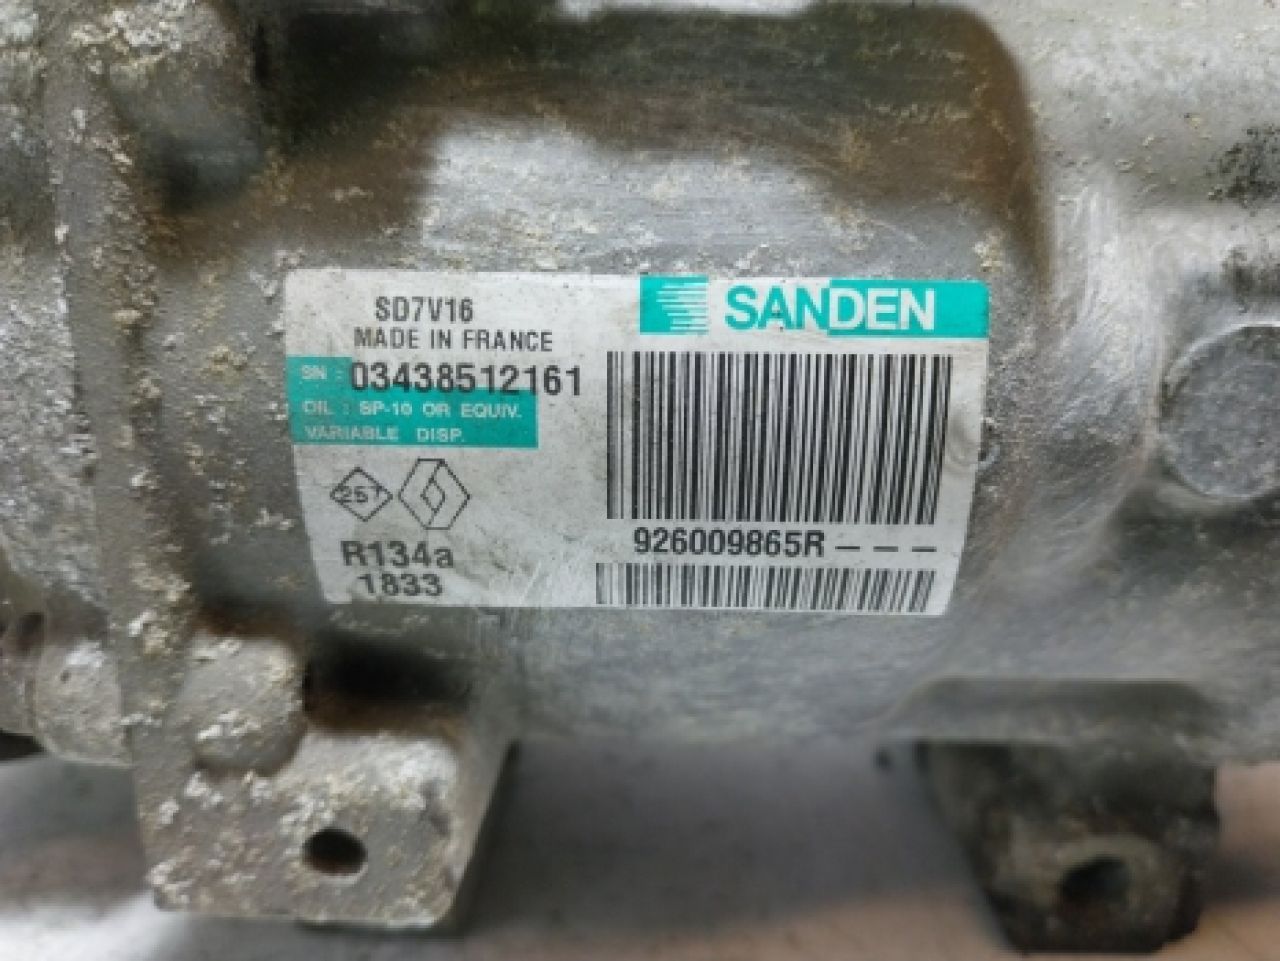 SD7V16
SANDEN
MADE IN FRANCE
SN : 03438512161
OIL : SP-10 OR EQUIV.
VARIABLE DISP.
257
R134a
1833
926009865R – – –